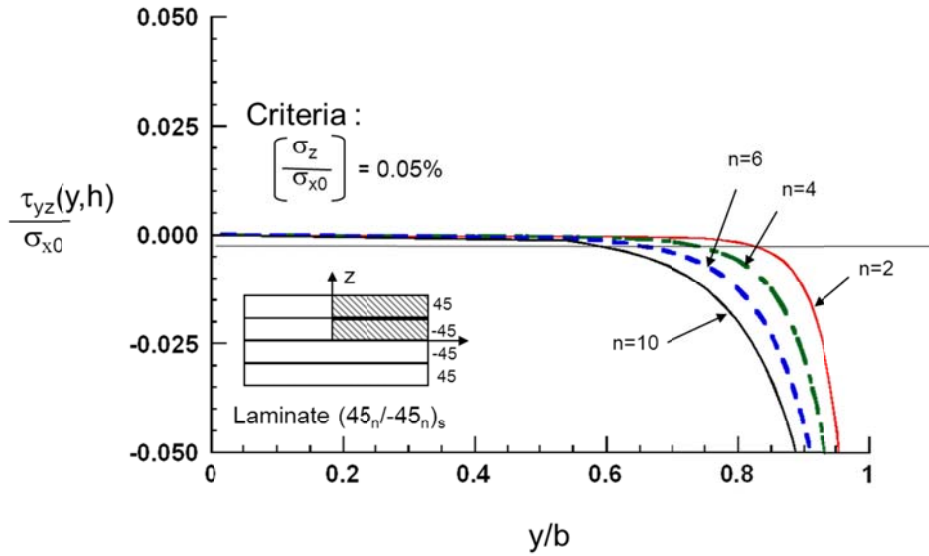 0.050
0.025
0.000
-0.025
-0.050
τyz(y,h)
σx0
Criteria :
[σz/σx0] = 0.05%
n=6
n=4
n=2
n=10
z
45
-45
-45
45
Laminate (45n/-45n)s
0 0.2 0.4 0.6 0.8 1
y/b